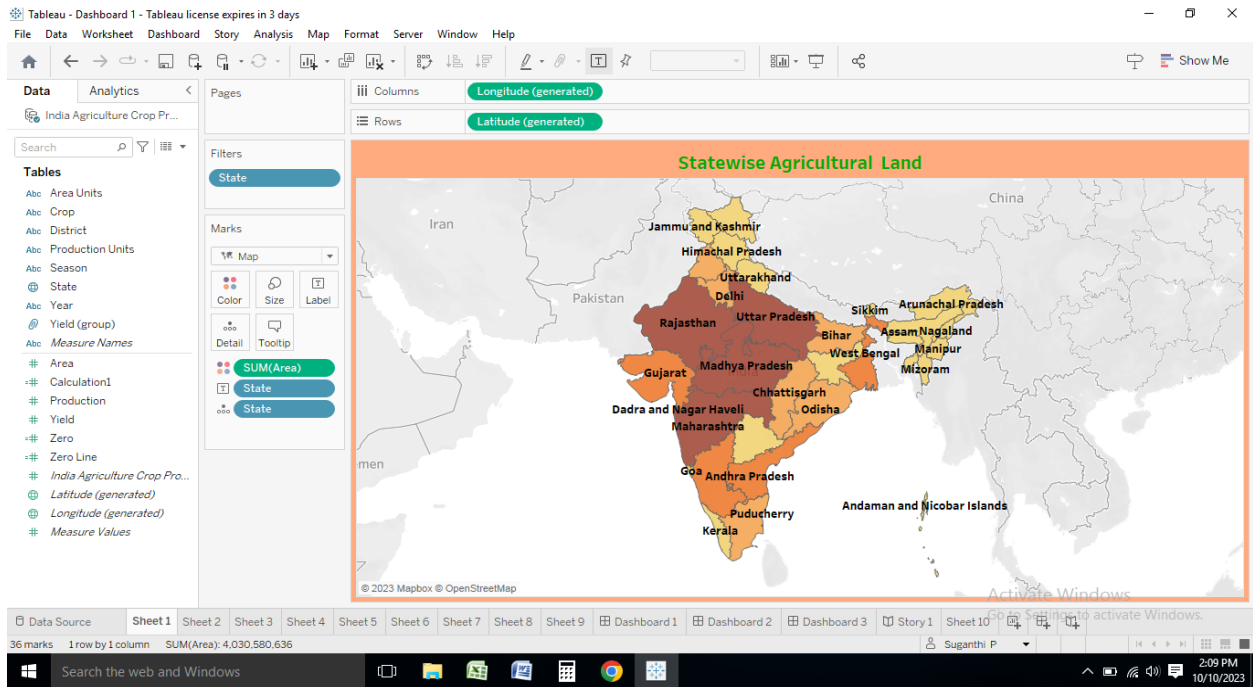 Tableau - Dashboard 1 - Tableau license expires in 3 days
File Data Worksheet Dashboard Story Analysis Map Format Server Window Help
Show Me
Data Analytics
Pages
iii Columns Longitude (generated)
Rows Latitude (generated)
India Agriculture Crop Pr...
Search
Filters
State
Tables
Abc Area Units
Abc Crop
Abc District
Abc Production Units
Abc Season
State
Abc Year
Yield (group)
Abc Measure Names
# Area
=# Calculation1
# Production
# Yield
=# Zero
=# Zero Line
# India Agriculture Crop Pro...
Latitude (generated)
Longitude (generated)
# Measure Values
Marks
Map
Color Size Label
Detail Tooltip
SUM(Area)
State
State
Statewise Agricultural Land
Iran
China
Pakistan
men
Jammu and Kashmir
Himachal Pradesh
Uttarakhand
Delhi
Sikkim
Arunachal Pradesh
Rajasthan
Uttar Pradesh
Bihar
Assam
Nagaland
West Bengal
Manipur
Gujarat
Madhya Pradesh
Mizoram
Chhattisgarh
Dadra and Nagar Haveli
Odisha
Maharashtra
Goa
Andhra Pradesh
Andaman and Nicobar Islands
Puducherry
Kerala
© 2023 Mapbox © OpenStreetMap
Activate Windows
Go to Settings to activate Windows.
Data Source Sheet 1 Sheet 2 Sheet 3 Sheet 4 Sheet 5 Sheet 6 Sheet 7 Sheet 8 Sheet 9 Dashboard 1 Dashboard 2 Dashboard 3 Story 1 Sheet 10
36 marks 1 row by 1 column SUM(Area): 4,030,580,636
Suganthi P
Search the web and Windows
2:09 PM
10/10/2023